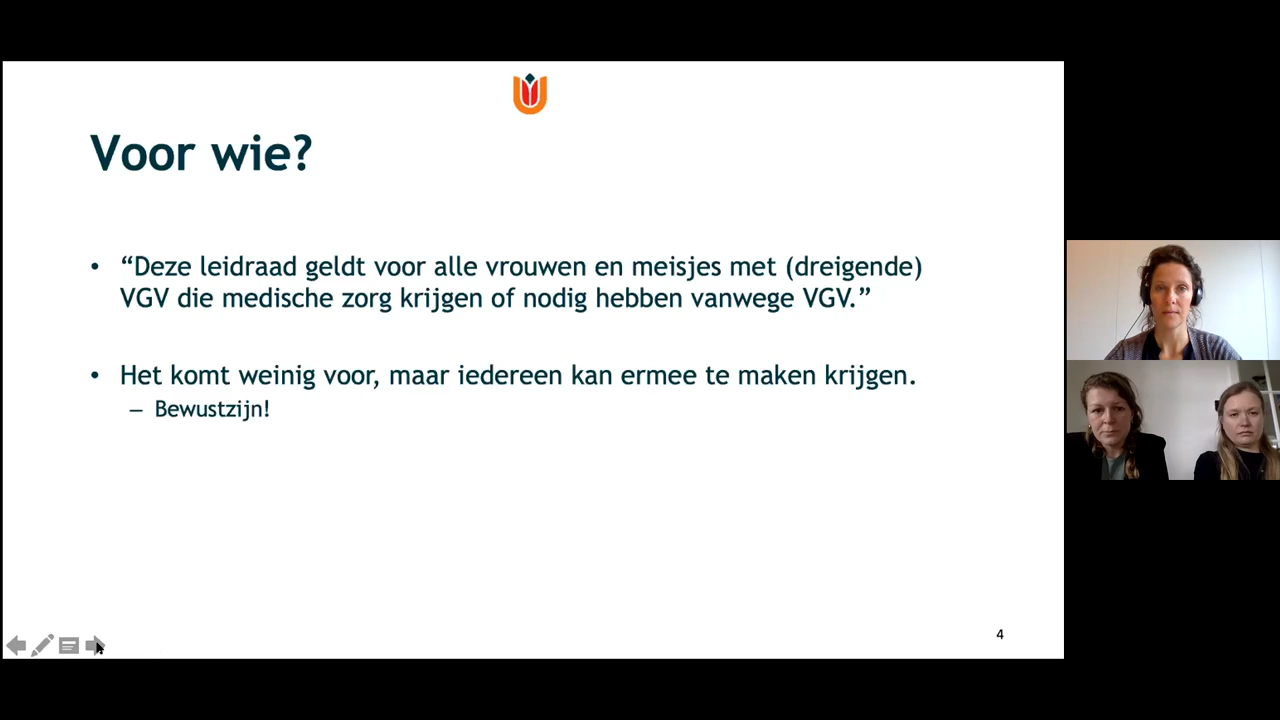 Voor wie?
• “Deze leidraad geldt voor alle vrouwen en meisjes met (dreigende)
VGV die medische zorg krijgen of nodig hebben vanwege VGV.”
• Het komt weinig voor, maar iedereen kan ermee te maken krijgen.
– Bewustzijn!
4